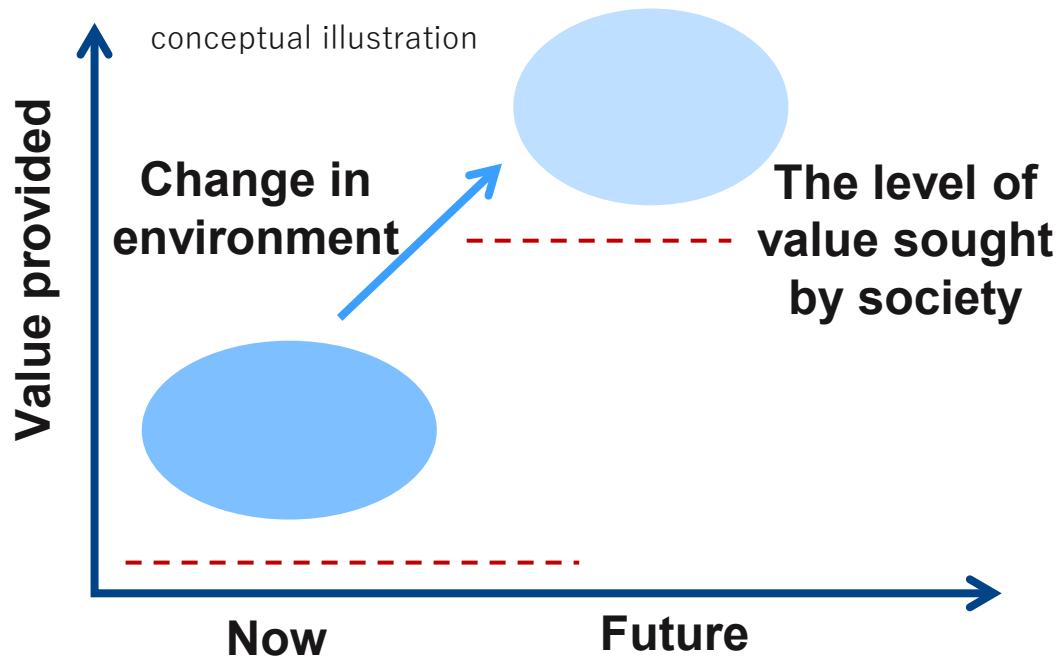 conceptual illustration
Value provided
Change in
environment
The level of
value sought
by society
Now
Future